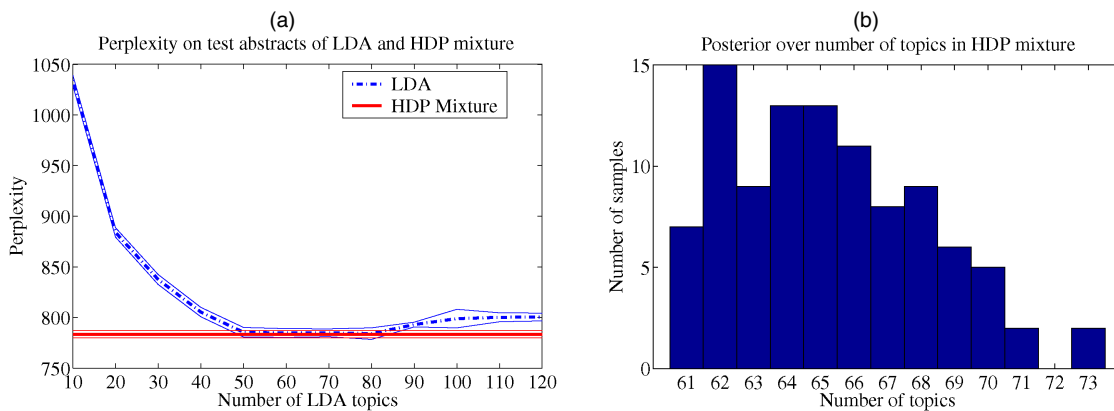 (a)
Perplexity on test abstracts of LDA and HDP mixture
1050
1000
950
900
850
800
750
Perplexity
LDA
HDP Mixture
10 20 30 40 50 60 70 80 90 100 110 120
Number of LDA topics
(b)
Posterior over number of topics in HDP mixture
15
10
5
0
Number of samples
61 62 63 64 65 66 67 68 69 70 71 72 73
Number of topics